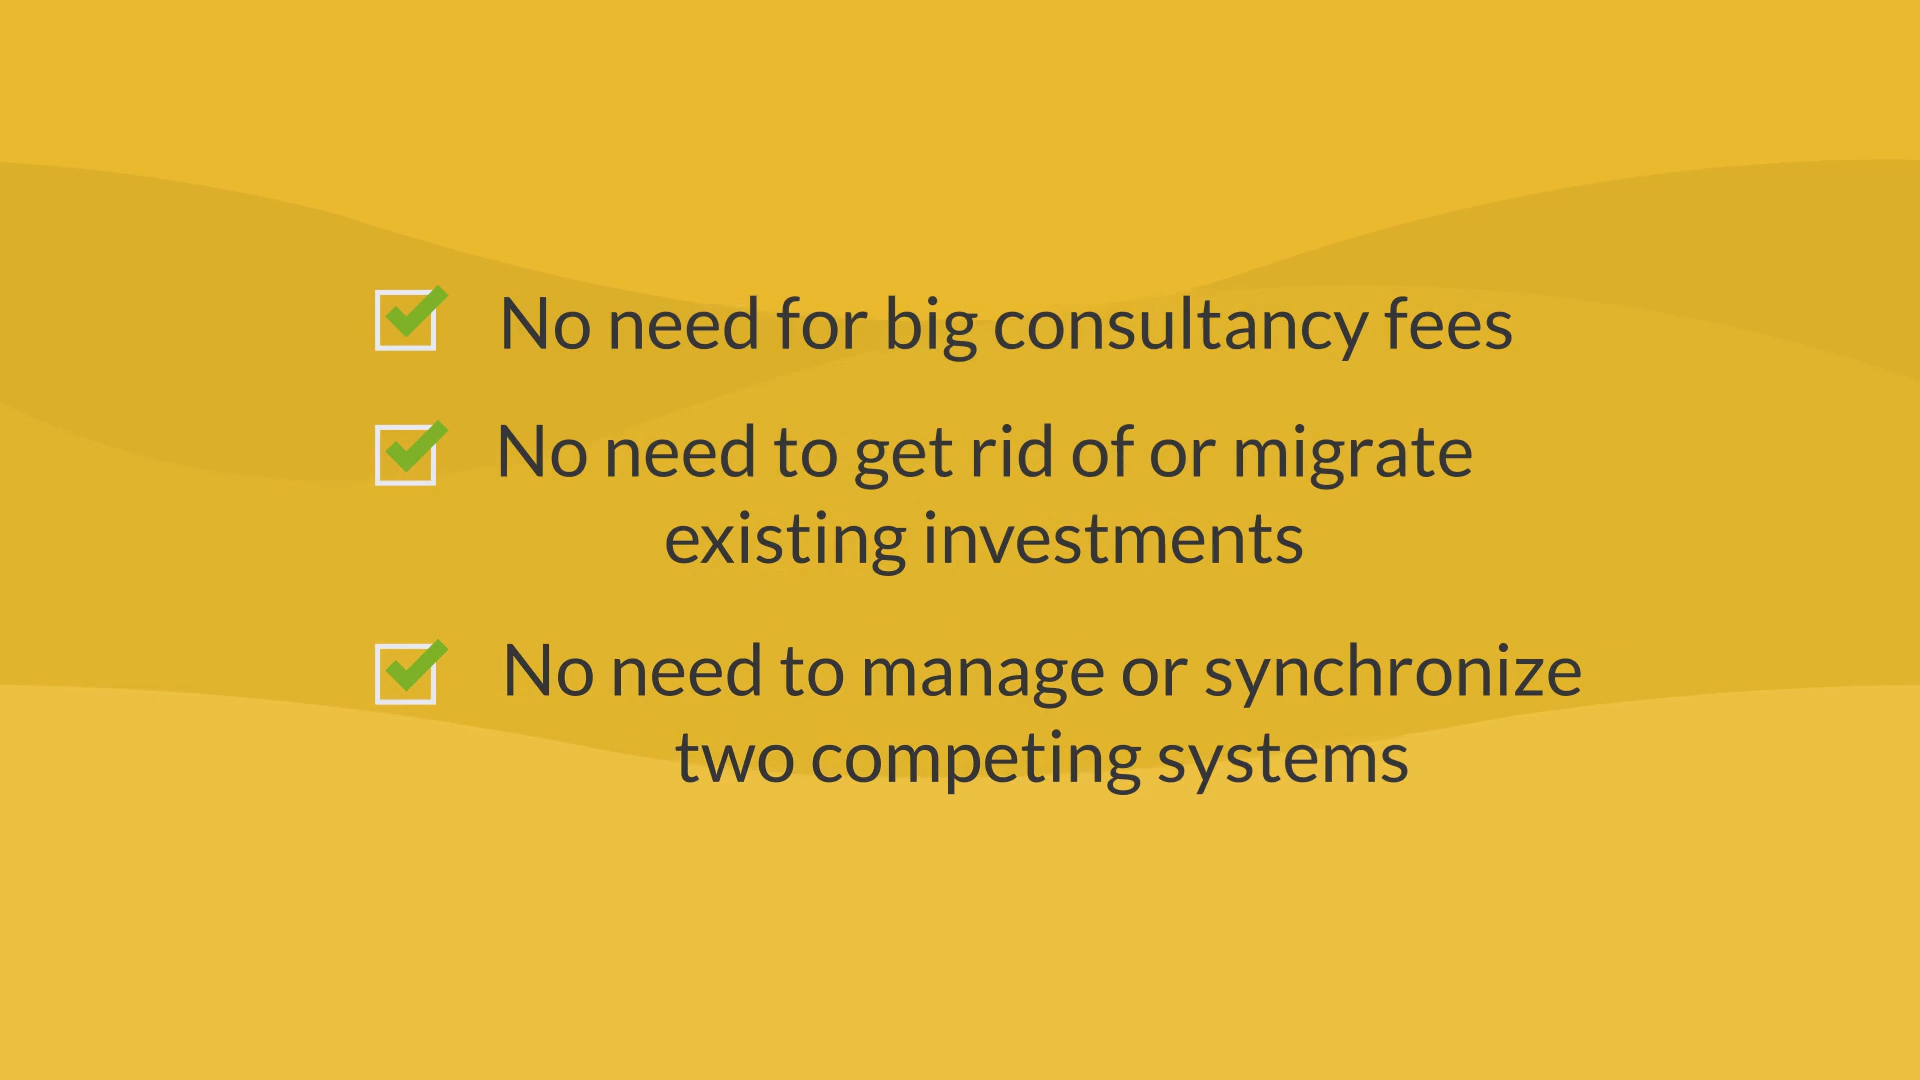 No need for big consultancy fees
No need to get rid of or migrate
existing investments
No need to manage or synchronize
two competing systems